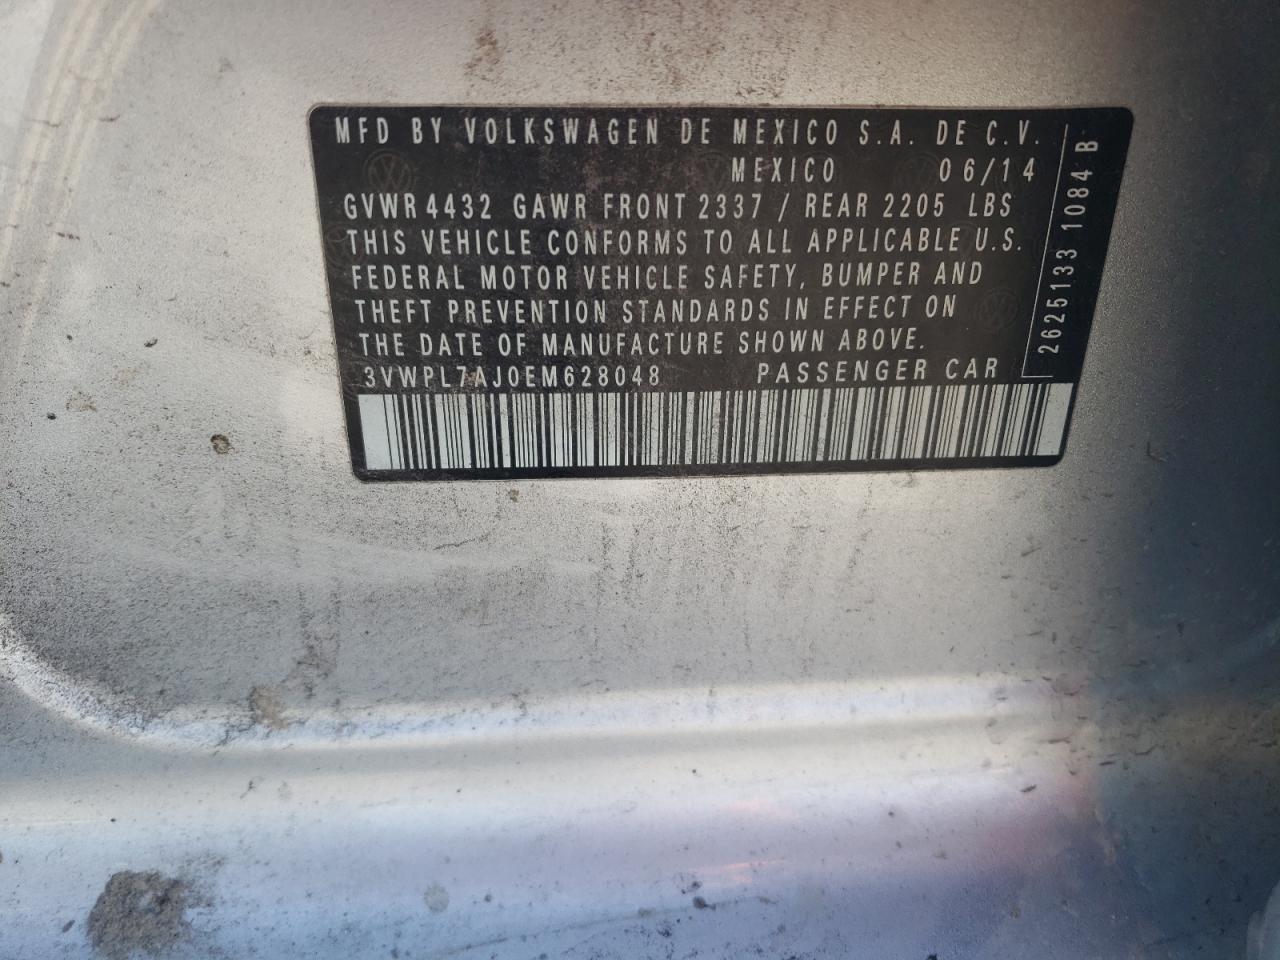 MFD BY VOLKSWAGEN DE MEXICO S.A. DE C.V.
MEXICO 06/14
GVWR 4432 GAWR FRONT 2337 / REAR 2205 LBS
THIS VEHICLE CONFORMS TO ALL APPLICABLE U.S.
FEDERAL MOTOR VEHICLE SAFETY, BUMPER AND
THEFT PREVENTION STANDARDS IN EFFECT ON
THE DATE OF MANUFACTURE SHOWN ABOVE.
3VWPL7AJ0EM628048 PASSENGER CAR
2625133 1084 B